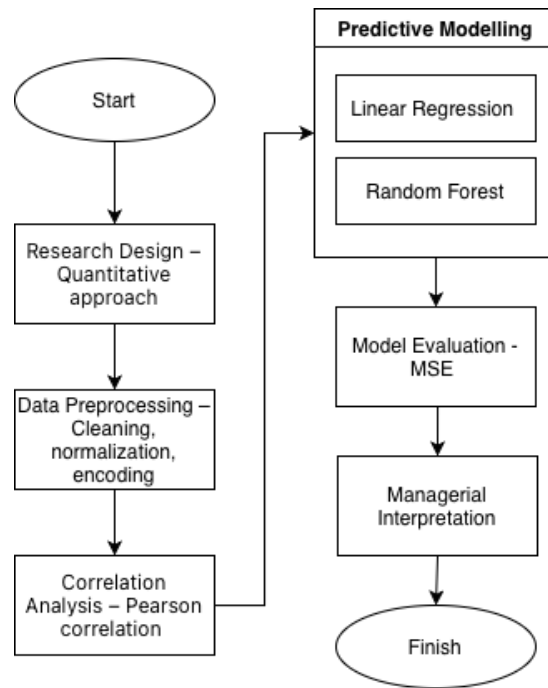 Start
Research Design –
Quantitative
approach
Data Preprocessing –
Cleaning,
normalization,
encoding
Correlation
Analysis – Pearson
correlation
Predictive Modelling
Linear Regression
Random Forest
Model Evaluation -
MSE
Managerial
Interpretation
Finish